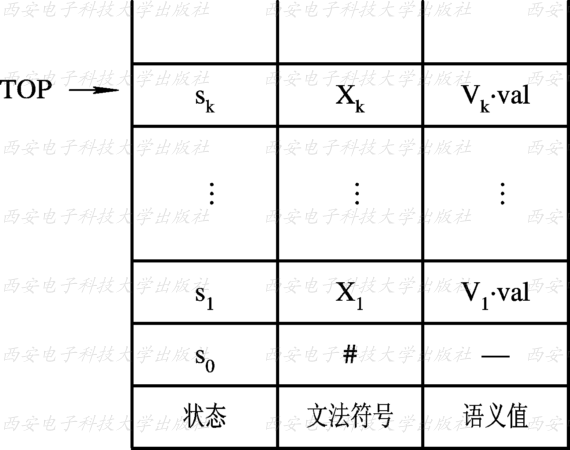 TOP → s_k X_k V_k·val
⋮ ⋮ ⋮
s_1 X_1 V_1·val
s_0 # —
状态 文法符号 语义值
西安电子科技大学出版社